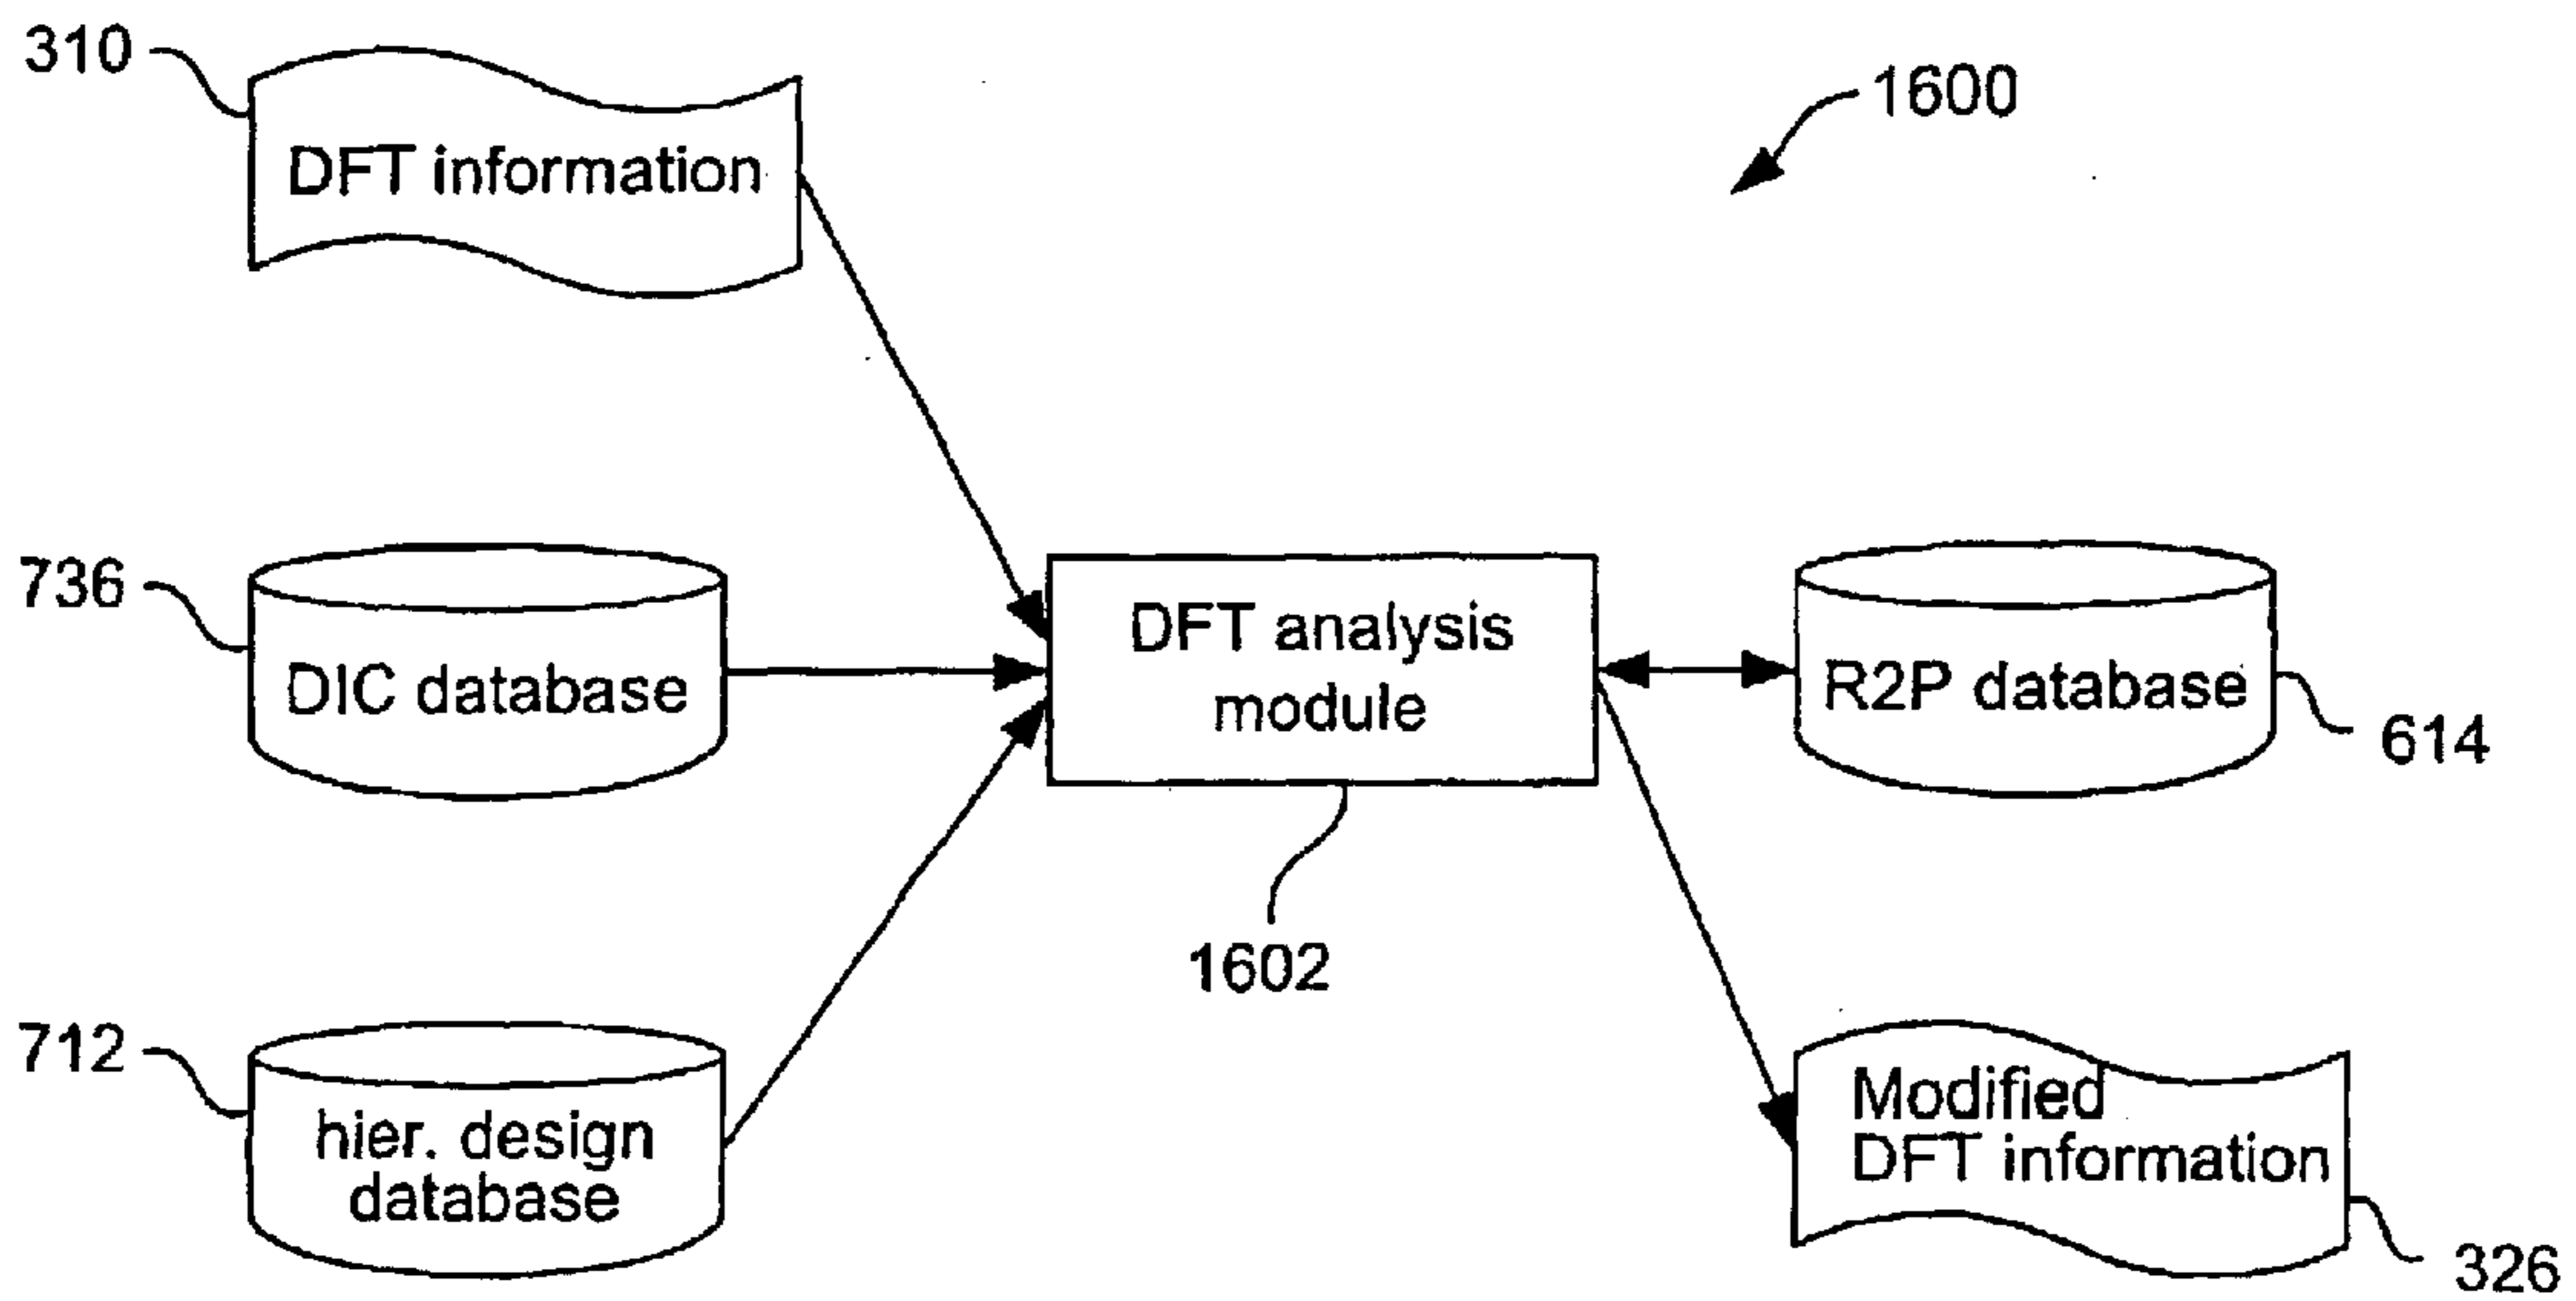 310
DFT information
1600
736
DIC database
DFT analysis
module
R2P database
614
1602
712
hier. design
database
Modified
DFT information
326